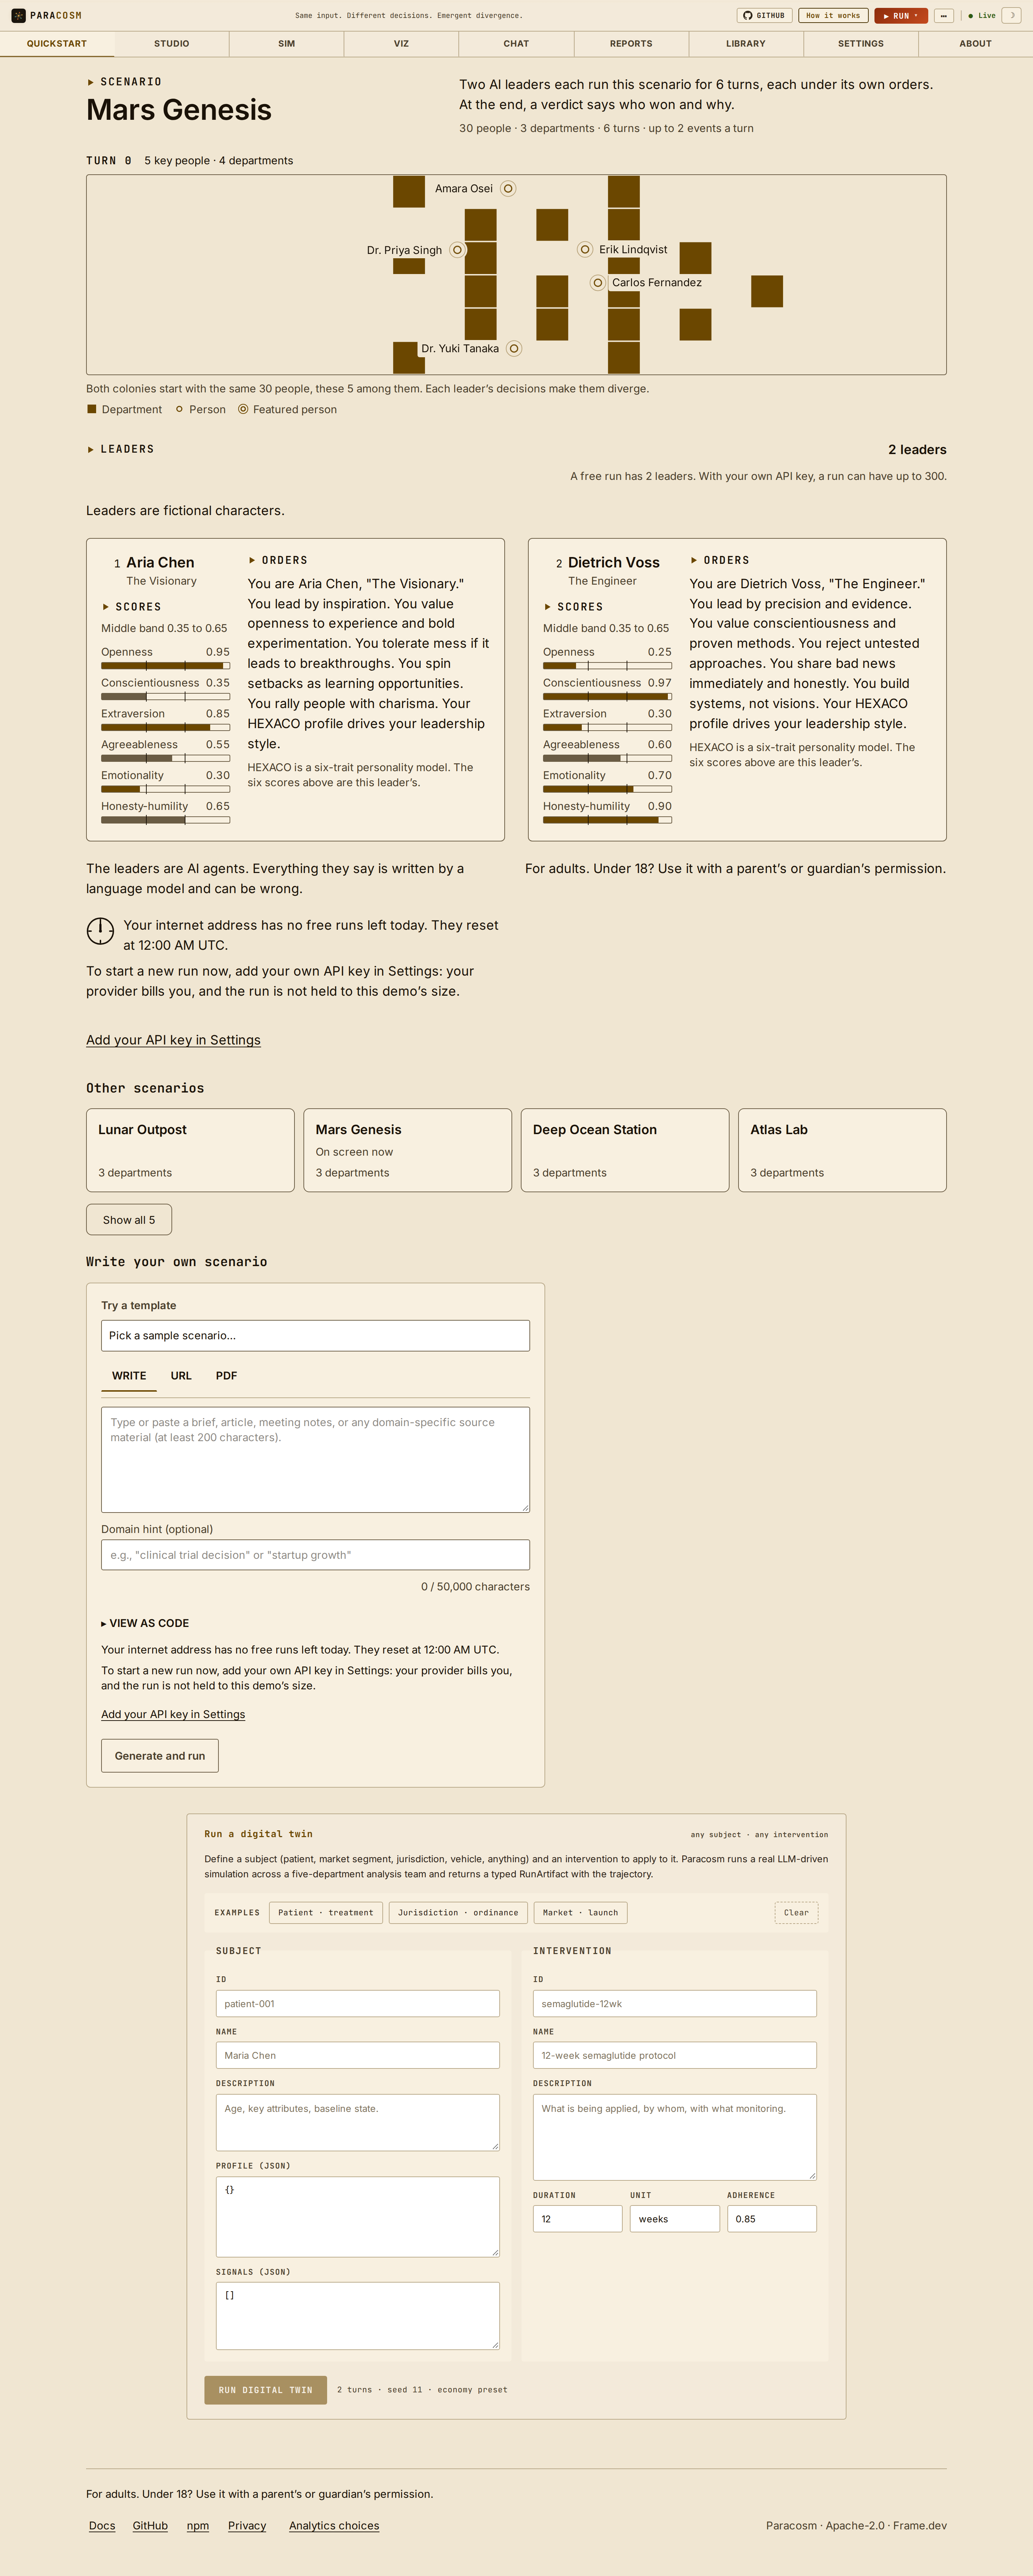 PARACOSM
Same input. Different decisions. Emergent divergence.
GITHUB
How it works
▶ RUN
Live
QUICKSTART
STUDIO
SIM
VIZ
CHAT
REPORTS
LIBRARY
SETTINGS
ABOUT
SCENARIO
Mars Genesis
Two AI leaders each run this scenario for 6 turns, each under its own orders.
At the end, a verdict says who won and why.
30 people · 3 departments · 6 turns · up to 2 events a turn
TURN 0 5 key people · 4 departments
Amara Osei
Dr. Priya Singh
Erik Lindqvist
Carlos Fernandez
Dr. Yuki Tanaka
Both colonies start with the same 30 people, these 5 among them. Each leader’s decisions make them diverge.
Department
Person
Featured person
LEADERS
2 leaders
A free run has 2 leaders. With your own API key, a run can have up to 300.
Leaders are fictional characters.
1 Aria Chen
The Visionary
SCORES
Middle band 0.35 to 0.65
Openness 0.95
Conscientiousness 0.35
Extraversion 0.85
Agreeableness 0.55
Emotionality 0.30
Honesty-humility 0.65
ORDERS
You are Aria Chen, "The Visionary."
You lead by inspiration. You value
openness to experience and bold
experimentation. You tolerate mess if it
leads to breakthroughs. You spin
setbacks as learning opportunities.
You rally people with charisma. Your
HEXACO profile drives your leadership
style.
HEXACO is a six-trait personality model. The
six scores above are this leader’s.
2 Dietrich Voss
The Engineer
SCORES
Middle band 0.35 to 0.65
Openness 0.25
Conscientiousness 0.97
Extraversion 0.30
Agreeableness 0.60
Emotionality 0.70
Honesty-humility 0.90
ORDERS
You are Dietrich Voss, "The Engineer."
You lead by precision and evidence.
You value conscientiousness and
proven methods. You reject untested
approaches. You share bad news
immediately and honestly. You build
systems, not visions. Your HEXACO
profile drives your leadership style.
HEXACO is a six-trait personality model. The
six scores above are this leader’s.
The leaders are AI agents. Everything they say is written by a
language model and can be wrong.
For adults. Under 18? Use it with a parent’s or guardian’s permission.
Your internet address has no free runs left today. They reset
at 12:00 AM UTC.
To start a new run now, add your own API key in Settings: your
provider bills you, and the run is not held to this demo’s size.
Add your API key in Settings
Other scenarios
Lunar Outpost
3 departments
Mars Genesis
On screen now
3 departments
Deep Ocean Station
3 departments
Atlas Lab
3 departments
Show all 5
Write your own scenario
Try a template
Pick a sample scenario...
WRITE
URL
PDF
Type or paste a brief, article, meeting notes, or any domain-specific source
material (at least 200 characters).
Domain hint (optional)
e.g., "clinical trial decision" or "startup growth"
0 / 50,000 characters
▸ VIEW AS CODE
Your internet address has no free runs left today. They reset at 12:00 AM UTC.
To start a new run now, add your own API key in Settings: your provider bills you,
and the run is not held to this demo’s size.
Add your API key in Settings
Generate and run
Run a digital twin
any subject · any intervention
Define a subject (patient, market segment, jurisdiction, vehicle, anything) and an intervention to apply to it. Paracosm runs a real LLM-driven
simulation across a five-department analysis team and returns a typed RunArtifact with the trajectory.
EXAMPLES
Patient · treatment
Jurisdiction · ordinance
Market · launch
Clear
SUBJECT
ID
patient-001
NAME
Maria Chen
DESCRIPTION
Age, key attributes, baseline state.
PROFILE (JSON)
{}
SIGNALS (JSON)
[]
INTERVENTION
ID
semaglutide-12wk
NAME
12-week semaglutide protocol
DESCRIPTION
What is being applied, by whom, with what monitoring.
DURATION
UNIT
ADHERENCE
12
weeks
0.85
RUN DIGITAL TWIN
2 turns · seed 11 · economy preset
For adults. Under 18? Use it with a parent’s or guardian’s permission.
Docs
GitHub
npm
Privacy
Analytics choices
Paracosm · Apache-2.0 · Frame.dev